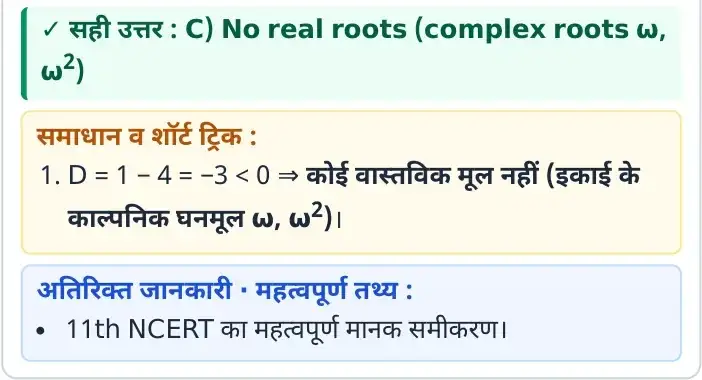 ✓ सही उत्तर : C) No real roots (complex roots ω,
ω²)
समाधान व शॉर्ट ट्रिक :
1. D = 1 − 4 = −3 < 0 ⇒ कोई वास्तविक मूल नहीं (इकाई के
काल्पनिक घनमूल ω, ω²)।
अतिरिक्त जानकारी · महत्वपूर्ण तथ्य :
• 11th NCERT का महत्वपूर्ण मानक समीकरण।